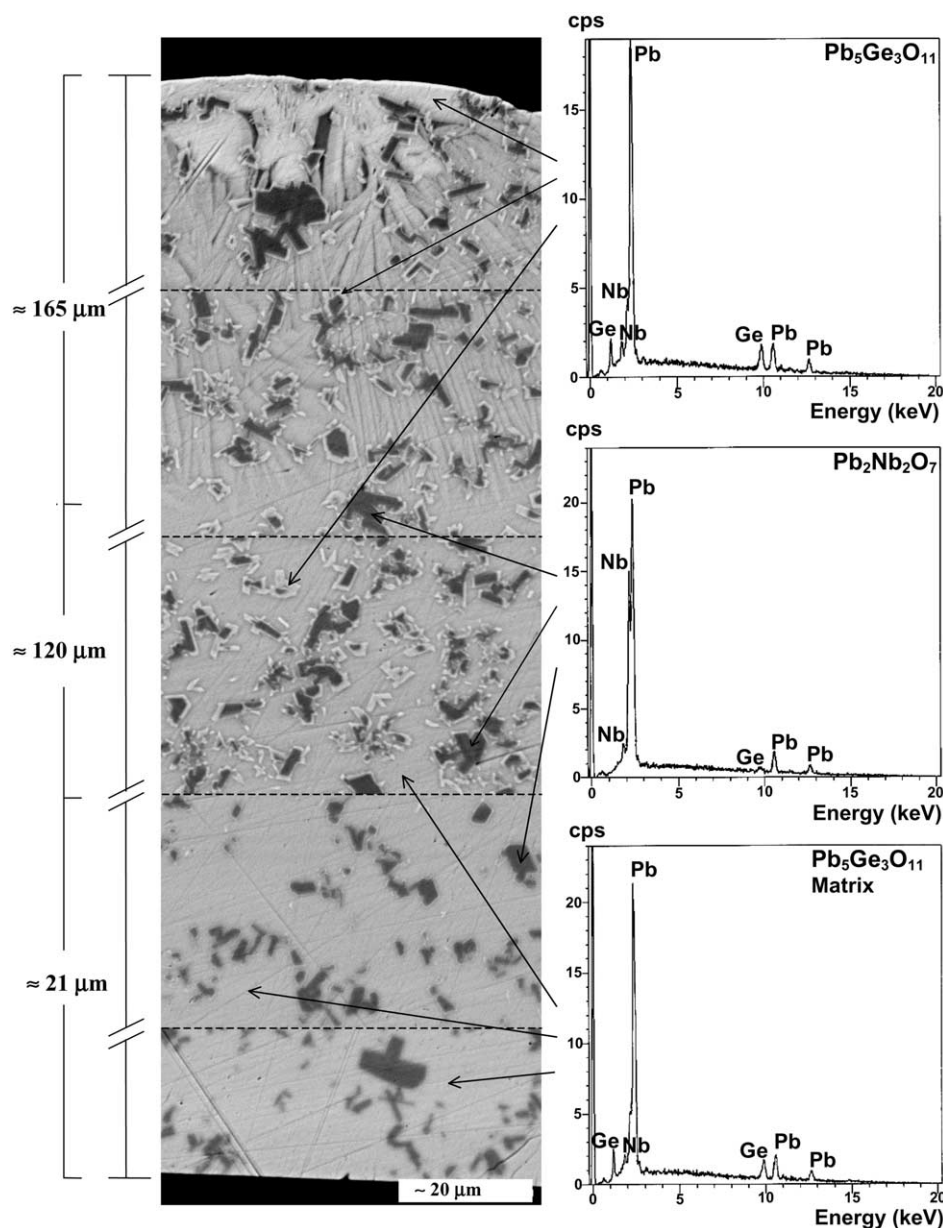 ≈ 165 μm
≈ 120 μm
≈ 21 μm
~ 20 μm
cps
Pb₅Ge₃O₁₁
Pb
15
10
5
0
Nb
Ge
Nb
Ge
Pb
Pb
0 5 10 15 20
Energy (keV)
cps
Pb₂Nb₂O₇
Pb
20
15
10
5
0
Nb
Nb
Ge
Pb
Pb
0 5 10 15 20
Energy (keV)
cps
Pb₅Ge₃O₁₁
Matrix
Pb
20
15
10
5
0
Ge
Nb
Ge
Pb
Pb
0 5 10 15 20
Energy (keV)